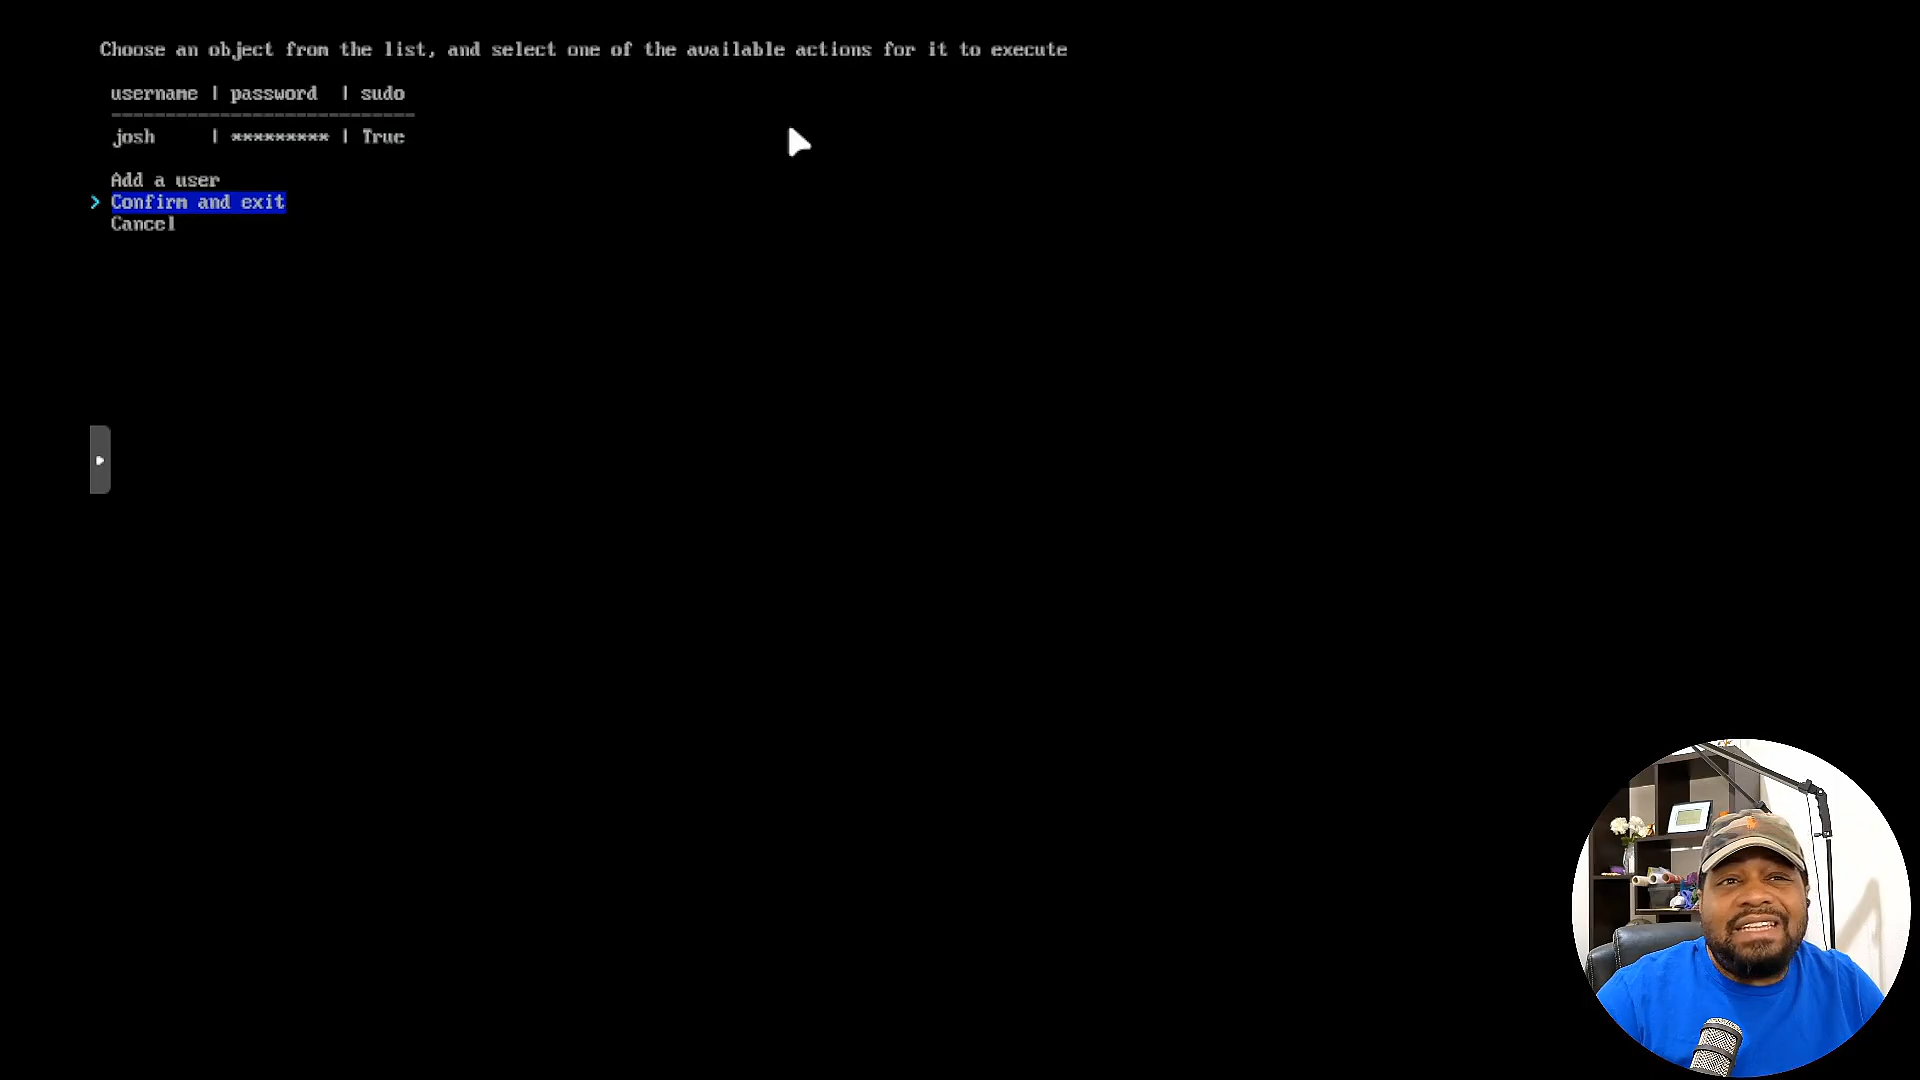 Choose an object from the list, and select one of the available actions for it to execute
username | password | sudo
----------------------------
josh | ********* | True
Add a user
> Confirm and exit
Cancel